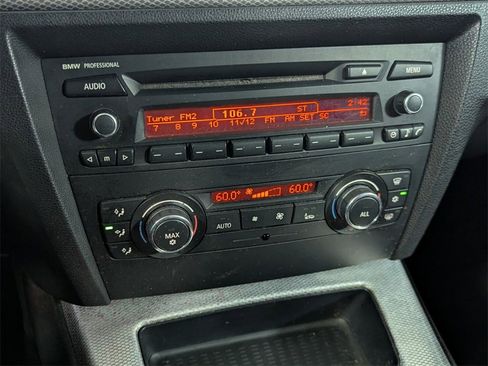 BMW PROFESSIONAL
AUDIO
MENU
Tuner FM2 106.7 ST 2:42
7 8 9 10 11/12 FM AM SET SC
m
60.0° 60.0°
MAX
AUTO
ALL